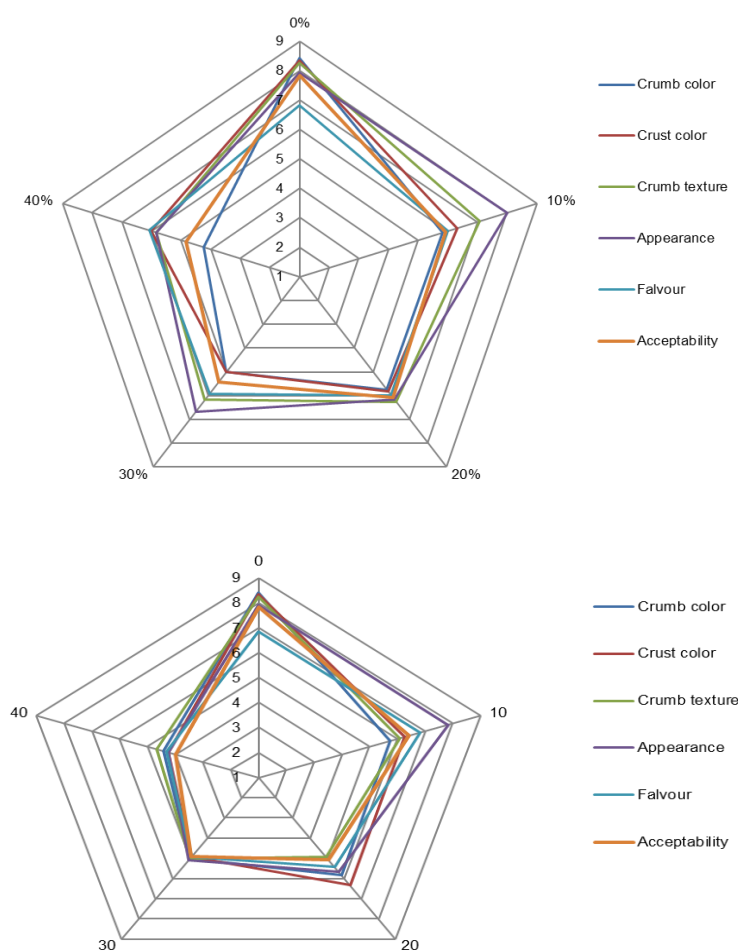 0%
9
8
7
6
5
4
3
2
1
10%
20%
30%
40%
Crumb color
Crust color
Crumb texture
Appearance
Falvour
Acceptability
0
9
8
7
6
5
4
3
2
1
10
20
30
40
Crumb color
Crust color
Crumb texture
Appearance
Falvour
Acceptability